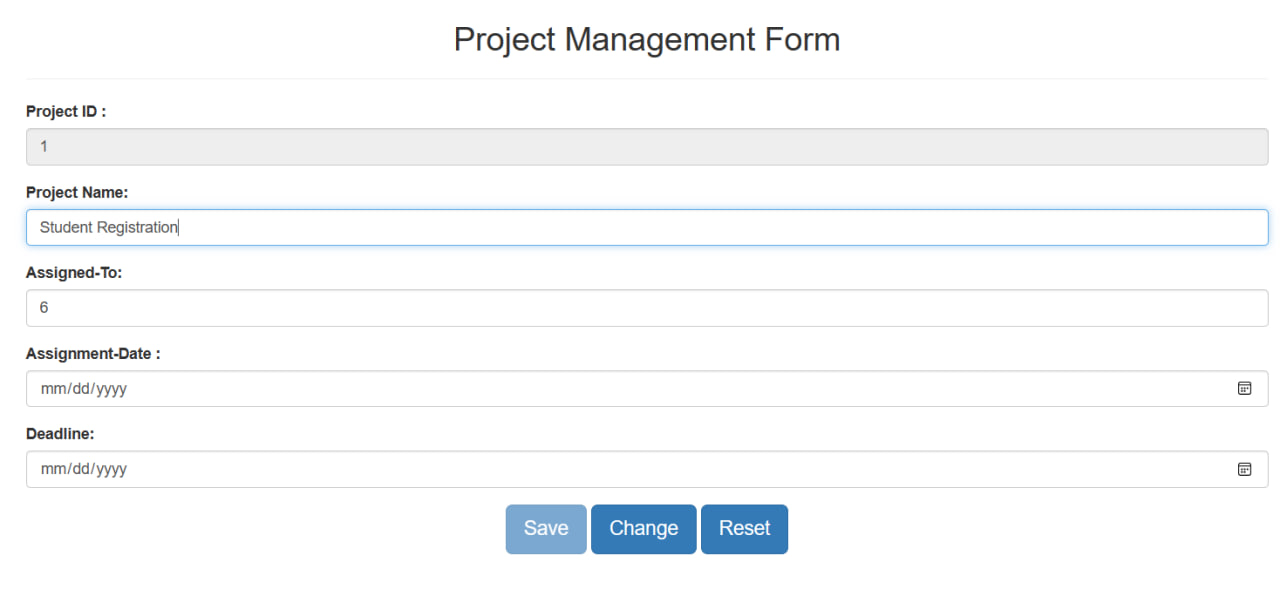 Project Management Form
Project ID :
1
Project Name:
Student Registration
Assigned-To:
6
Assignment-Date :
mm/dd/yyyy
Deadline:
mm/dd/yyyy
Save Change Reset